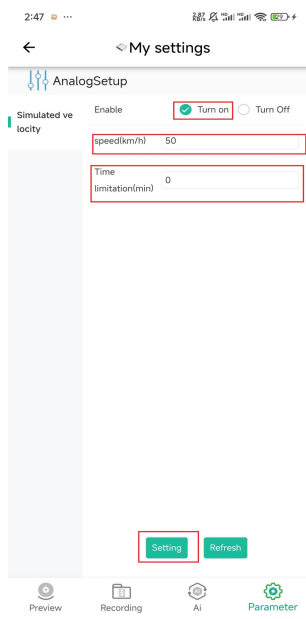 2:47
My settings
AnalogSetup
Simulated ve
locity
Enable
Turn on
Turn Off
speed(km/h)
50
Time
limitation(min)
0
Setting
Refresh
Preview
Recording
Ai
Parameter